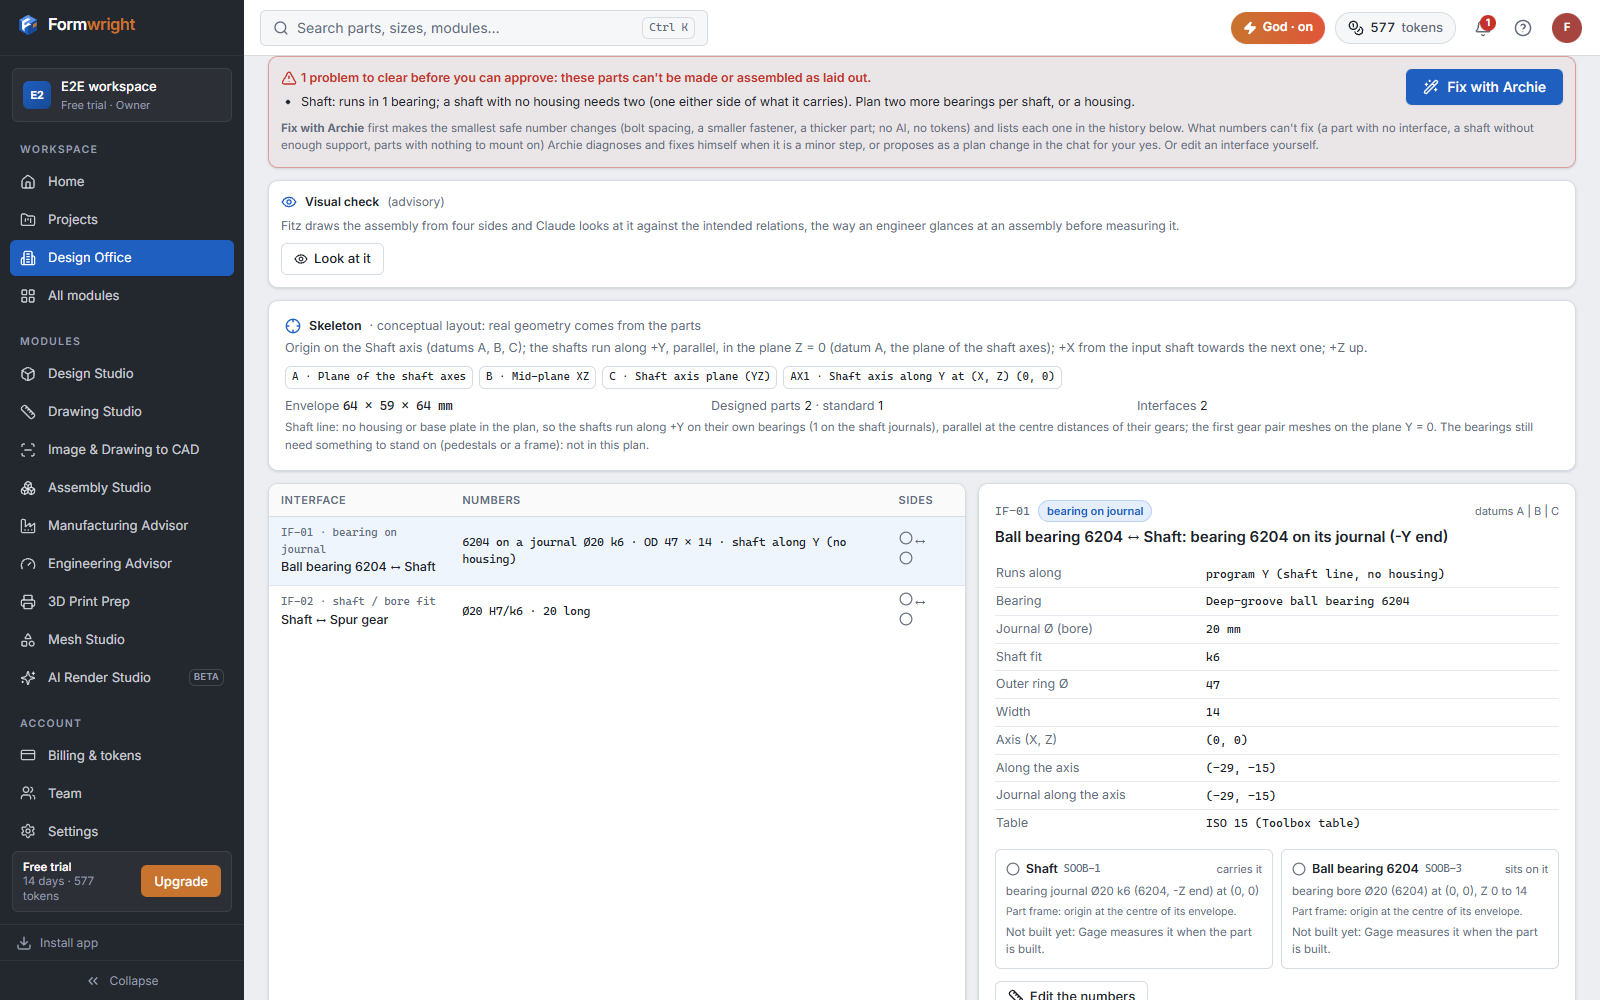 Formwright
Search parts, sizes, modules...
Ctrl K
God · on
577 tokens
1
F
E2
E2E workspace
Free trial · Owner
WORKSPACE
Home
Projects
Design Office
All modules
MODULES
Design Studio
Drawing Studio
Image & Drawing to CAD
Assembly Studio
Manufacturing Advisor
Engineering Advisor
3D Print Prep
Mesh Studio
AI Render Studio
BETA
ACCOUNT
Billing & tokens
Team
Settings
Free trial
14 days · 577
tokens
Upgrade
Install app
Collapse
1 problem to clear before you can approve: these parts can't be made or assembled as laid out.
• Shaft: runs in 1 bearing; a shaft with no housing needs two (one either side of what it carries). Plan two more bearings per shaft, or a housing.
Fix with Archie
Fix with Archie first makes the smallest safe number changes (bolt spacing, a smaller fastener, a thicker part; no AI, no tokens) and lists each one in the history below. What numbers can't fix (a part with no interface, a shaft without
enough support, parts with nothing to mount on) Archie diagnoses and fixes himself when it is a minor step, or proposes as a plan change in the chat for your yes. Or edit an interface yourself.
Visual check (advisory)
Fitz draws the assembly from four sides and Claude looks at it against the intended relations, the way an engineer glances at an assembly before measuring it.
Look at it
Skeleton · conceptual layout: real geometry comes from the parts
Origin on the Shaft axis (datums A, B, C); the shafts run along +Y, parallel, in the plane Z = 0 (datum A, the plane of the shaft axes); +X from the input shaft towards the next one; +Z up.
A · Plane of the shaft axes
B · Mid-plane XZ
C · Shaft axis plane (YZ)
AX1 · Shaft axis along Y at (X, Z) (0, 0)
Envelope 64 × 59 × 64 mm
Designed parts 2 · standard 1
Interfaces 2
Shaft line: no housing or base plate in the plan, so the shafts run along +Y on their own bearings (1 on the shaft journals), parallel at the centre distances of their gears; the first gear pair meshes on the plane Y = 0. The bearings still
need something to stand on (pedestals or a frame): not in this plan.
INTERFACE NUMBERS SIDES
IF-01 · bearing on
journal
Ball bearing 6204 ↔ Shaft
6204 on a journal Ø20 k6 · OD 47 × 14 · shaft along Y (no
housing)
↔
IF-02 · shaft / bore fit
Shaft ↔ Spur gear
Ø20 H7/k6 · 20 long
↔
IF-01 bearing on journal datums A | B | C
Ball bearing 6204 ↔ Shaft: bearing 6204 on its journal (-Y end)
Runs along program Y (shaft line, no housing)
Bearing Deep-groove ball bearing 6204
Journal Ø (bore) 20 mm
Shaft fit k6
Outer ring Ø 47
Width 14
Axis (X, Z) (0, 0)
Along the axis (-29, -15)
Journal along the axis (-29, -15)
Table ISO 15 (Toolbox table)
Shaft SOOB-1 carries it
bearing journal Ø20 k6 (6204, -Z end) at (0, 0)
Part frame: origin at the centre of its envelope.
Not built yet: Gage measures it when the part
is built.
Ball bearing 6204 SOOB-3 sits on it
bearing bore Ø20 (6204) at (0, 0), Z 0 to 14
Part frame: origin at the centre of its envelope.
Not built yet: Gage measures it when the part
is built.
Edit the numbers